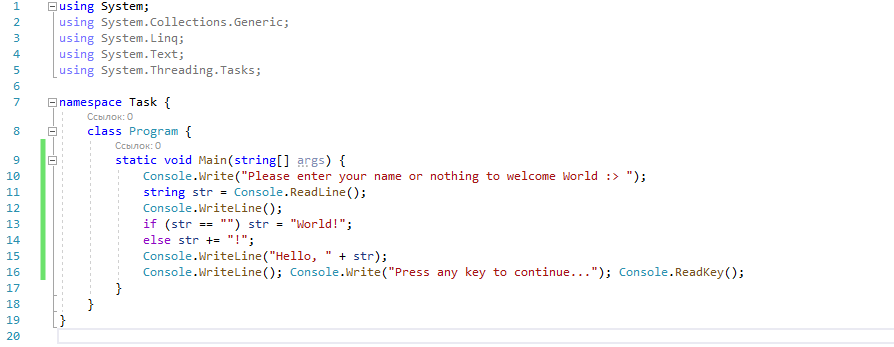 1 using System;
2 using System.Collections.Generic;
3 using System.Linq;
4 using System.Text;
5 using System.Threading.Tasks;
6
7 namespace Task {
Ссылок: 0
8 class Program {
Ссылок: 0
9 static void Main(string[] args) {
10 Console.Write("Please enter your name or nothing to welcome World :> ");
11 string str = Console.ReadLine();
12 Console.WriteLine();
13 if (str == "") str = "World!";
14 else str += "!";
15 Console.WriteLine("Hello, " + str);
16 Console.WriteLine(); Console.Write("Press any key to continue..."); Console.ReadKey();
17 }
18 }
19 }
20